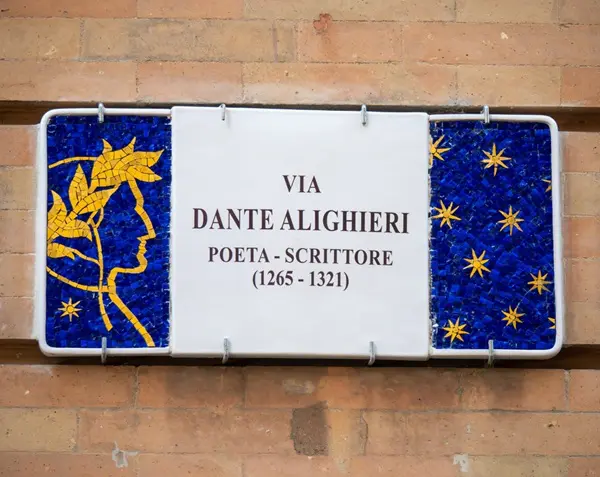 VIA
DANTE ALIGHIERI
POETA - SCRITTORE
(1265 - 1321)